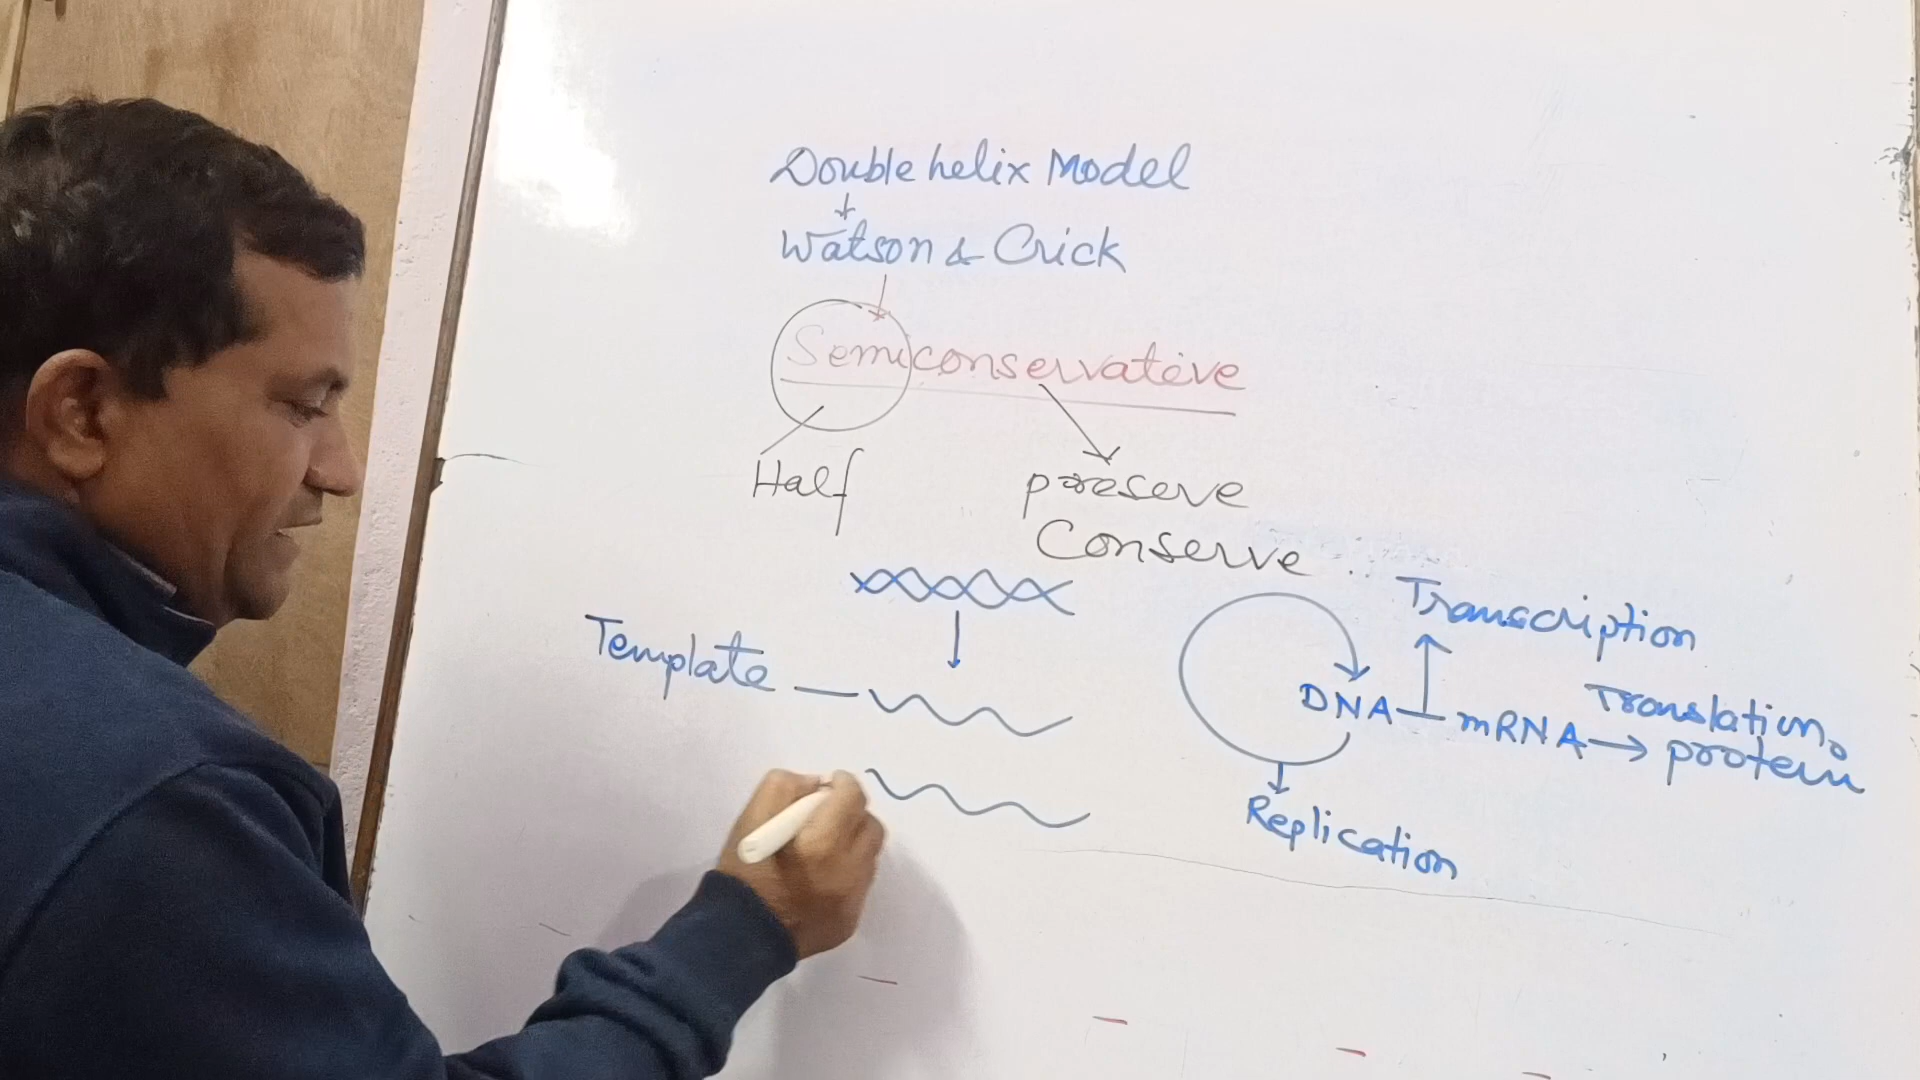 Double helix Model
Watson & Crick
Semiconservative
Half
preserve
Conserve
Template
Transcription
Translation
DNA mRNA protein
Replication